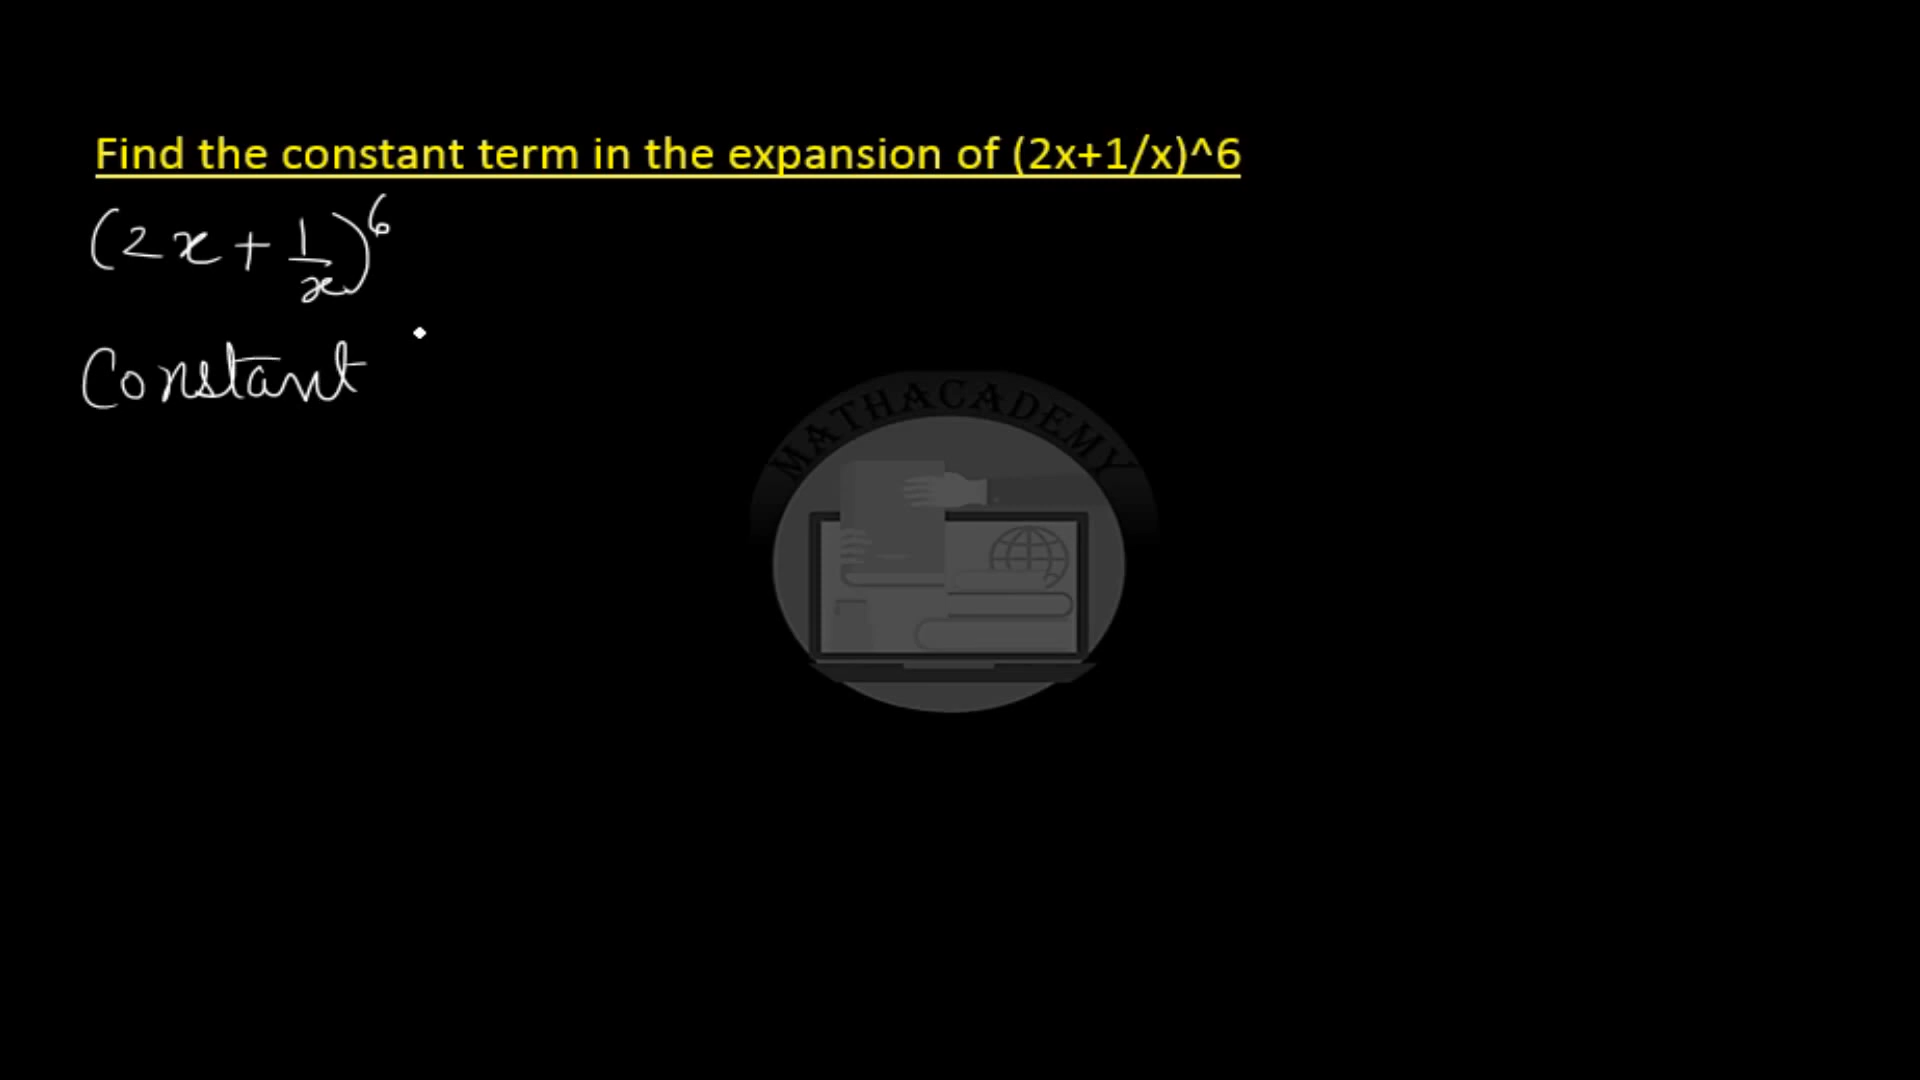 Find the constant term in the expansion of (2x+1/x)^6
(2x+1/x)^6
Constant
MATHACADEMY